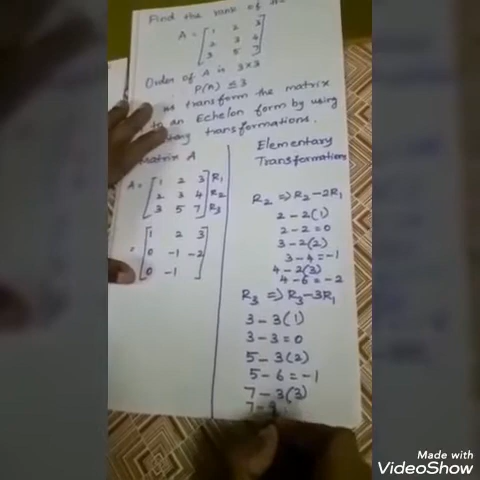 Find the rank of
A = [1 2 3
2 3 4
3 5 7]
Order of A is 3×3
P(A) ≤ 3
us transform the matrix
to an Echelon form by using
transformations.
Matrix A
A = [1 2 3] R1
[2 3 4] R2
[3 5 7] R3
= [1 2 3
0 -1 -2
0 -1 ]
Elementary
Transformations
R2 => R2-2R1
2-2(1)
2-2=0
3-2(2)
3-4=-1
4-2(3)
4-6=-2
R3 => R3-3R1
3-3(1)
3-3=0
5-3(2)
5-6=-1
7-3(3)
7-9
Made with
VideoShow